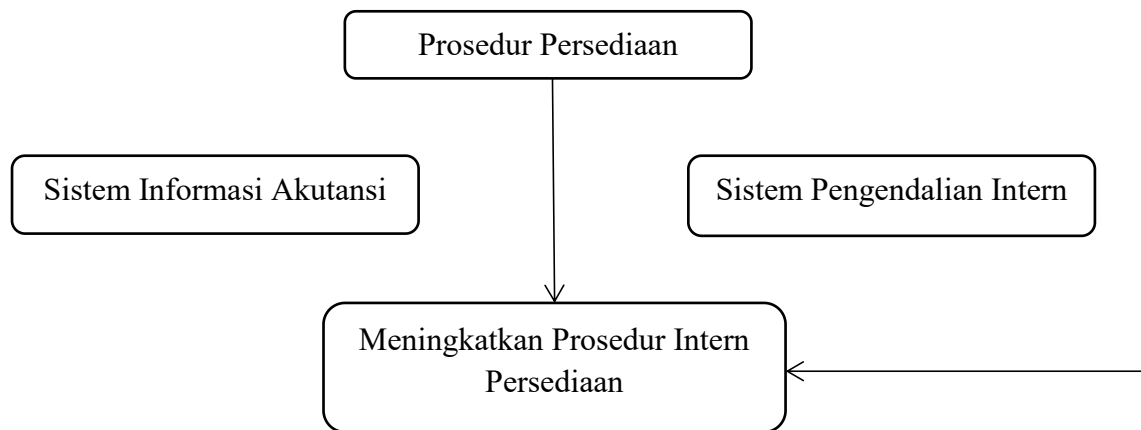 Prosedur Persediaan
Sistem Informasi Akutansi
Sistem Pengendalian Intern
Meningkatkan Prosedur Intern
Persediaan